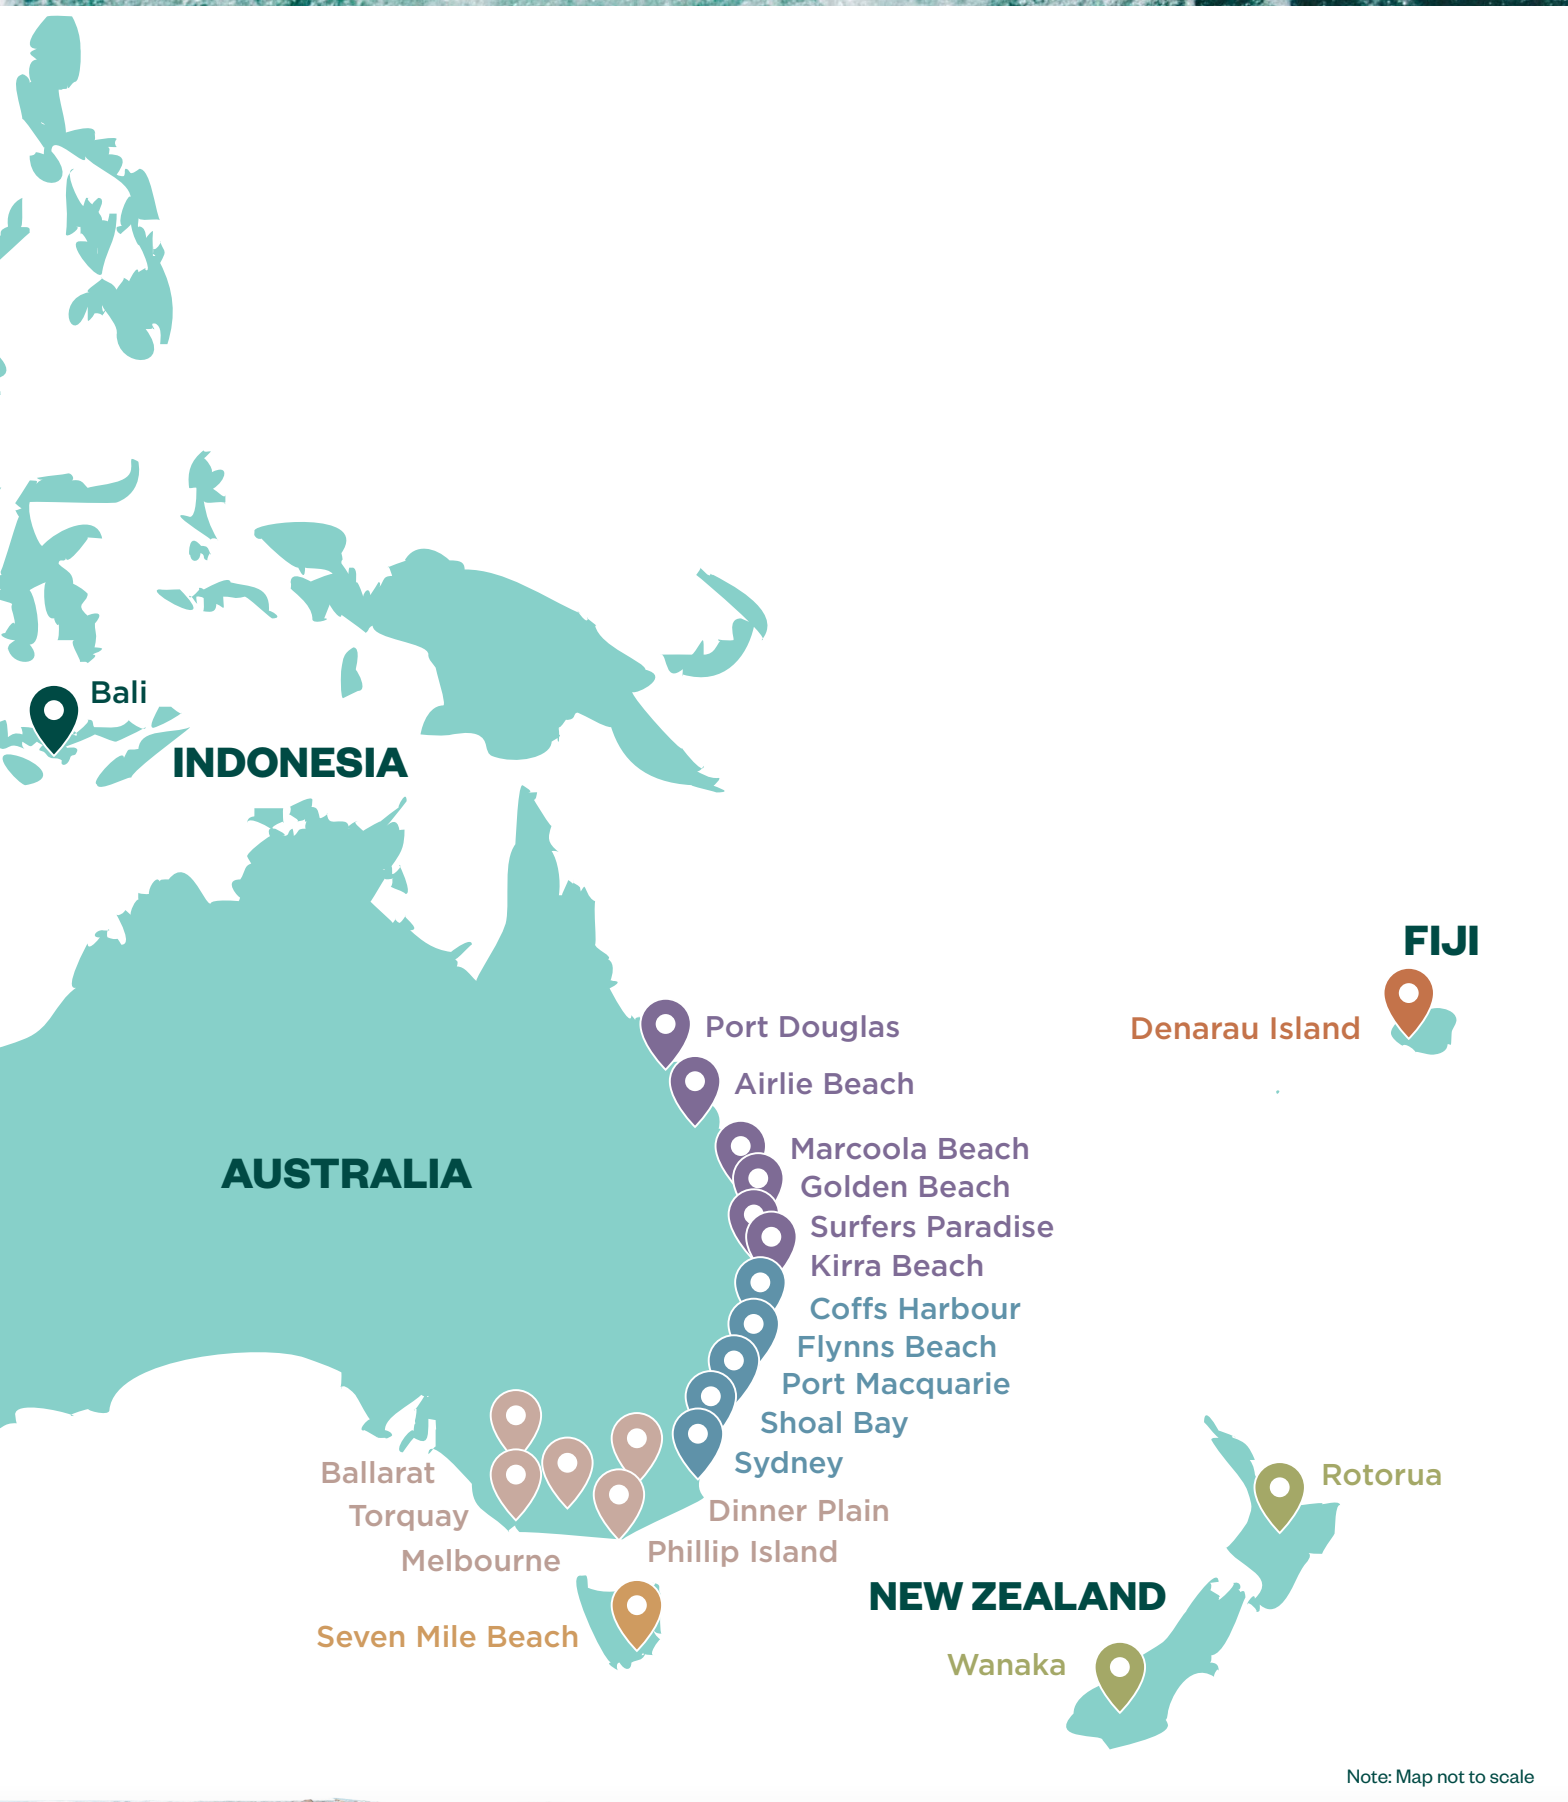 Bali
INDONESIA
FIJI
Port Douglas
Denarau Island
Airlie Beach
Marcoola Beach
AUSTRALIA
Golden Beach
Surfers Paradise
Kirra Beach
Coffs Harbour
Flynns Beach
Port Macquarie
Shoal Bay
Sydney
Ballarat
Rotorua
Dinner Plain
Torquay
Phillip Island
Melbourne
NEW ZEALAND
Seven Mile Beach
Wanaka
Note: Map not to scale